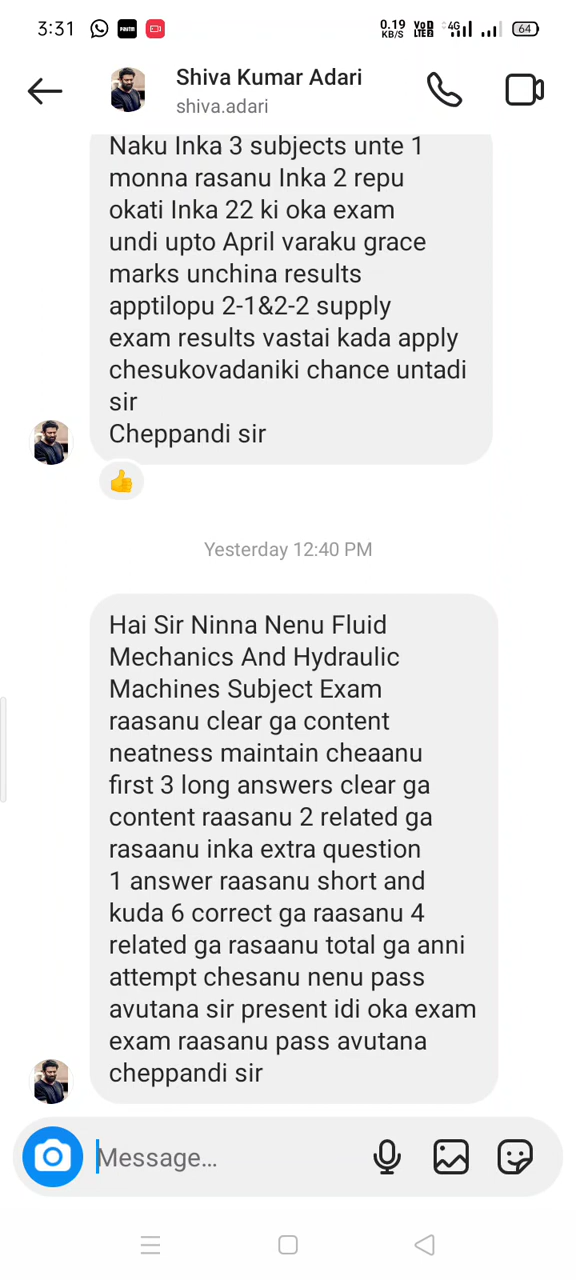 3:31
paytm
0.19
KB/S
VoD
LTE2
4G
64
Shiva Kumar Adari
shiva.adari
Naku Inka 3 subjects unte 1
monna rasanu Inka 2 repu
okati Inka 22 ki oka exam
undi upto April varaku grace
marks unchina results
apptilopu 2-1&2-2 supply
exam results vastai kada apply
chesukovadaniki chance untadi
sir
Cheppandi sir
Yesterday 12:40 PM
Hai Sir Ninna Nenu Fluid
Mechanics And Hydraulic
Machines Subject Exam
raasanu clear ga content
neatness maintain cheaanu
first 3 long answers clear ga
content raasanu 2 related ga
rasaanu inka extra question
1 answer raasanu short and
kuda 6 correct ga raasanu 4
related ga rasaanu total ga anni
attempt chesanu nenu pass
avutana sir present idi oka exam
exam raasanu pass avutana
cheppandi sir
Message...